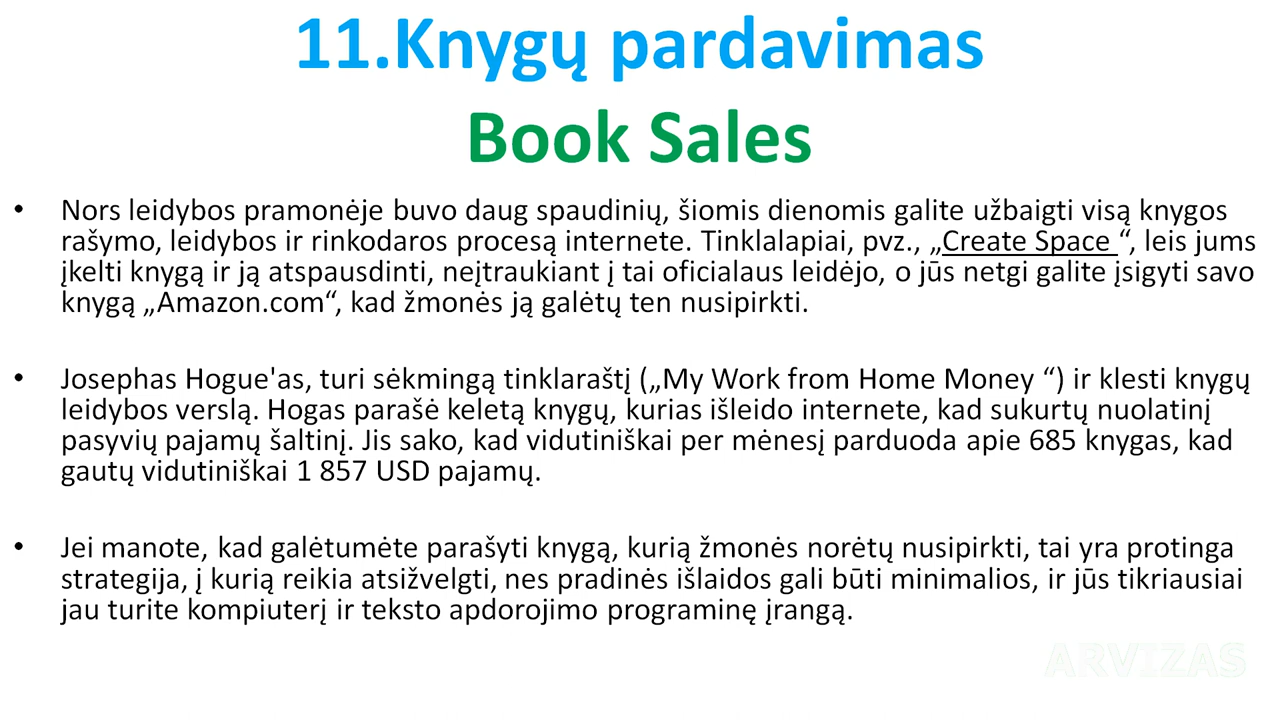 11.Knygų pardavimas
Book Sales
• Nors leidybos pramonėje buvo daug spaudinių, šiomis dienomis galite užbaigti visą knygos
rašymo, leidybos ir rinkodaros procesą internete. Tinklalapiai, pvz., „Create Space “, leis jums
įkelti knygą ir ją atspausdinti, neįtraukiant į tai oficialaus leidėjo, o jūs netgi galite įsigyti savo
knygą „Amazon.com“, kad žmonės ją galėtų ten nusipirkti.
• Josephas Hogue'as, turi sėkmingą tinklaraštį („My Work from Home Money “) ir klesti knygų
leidybos verslą. Hogas parašė keletą knygų, kurias išleido internete, kad sukurtų nuolatinį
pasyvių pajamų šaltinį. Jis sako, kad vidutiniškai per mėnesį parduoda apie 685 knygas, kad
gautų vidutiniškai 1 857 USD pajamų.
• Jei manote, kad galėtumėte parašyti knygą, kurią žmonės norėtų nusipirkti, tai yra protinga
strategija, į kurią reikia atsižvelgti, nes pradinės išlaidos gali būti minimalios, ir jūs tikriausiai
jau turite kompiuterį ir teksto apdorojimo programinę įrangą.
ARVIZAS